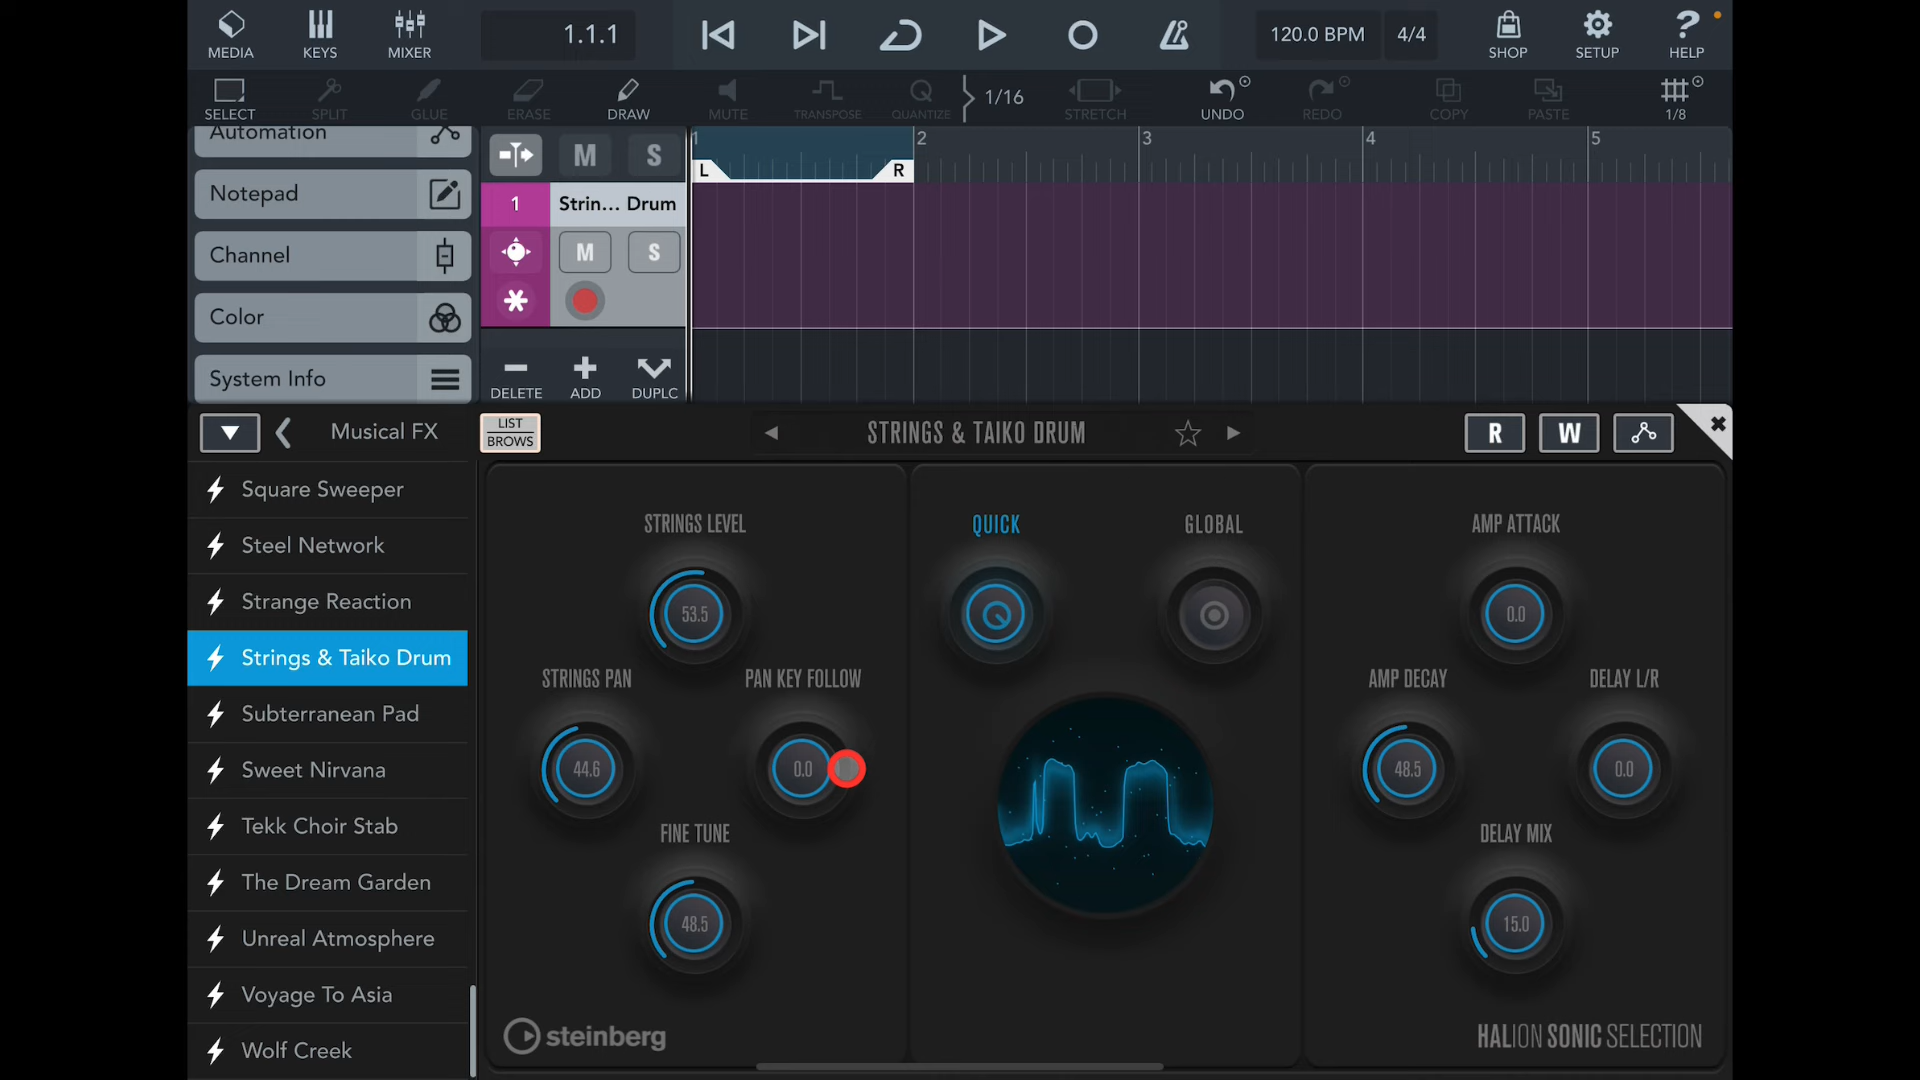 MEDIA
KEYS
MIXER
1.1.1
120.0 BPM
4/4
SHOP
SETUP
HELP
SELECT
SPLIT
GLUE
ERASE
DRAW
MUTE
TRANSPOSE
QUANTIZE
1/16
STRETCH
UNDO
REDO
COPY
PASTE
1/8
Automation
Notepad
Channel
Color
System Info
M
S
1
Strin... Drum
M
S
DELETE
ADD
DUPLC
1
2
3
4
5
L
R
Musical FX
LIST
BROWS
STRINGS & TAIKO DRUM
R
W
Square Sweeper
Steel Network
Strange Reaction
Strings & Taiko Drum
Subterranean Pad
Sweet Nirvana
Tekk Choir Stab
The Dream Garden
Unreal Atmosphere
Voyage To Asia
Wolf Creek
STRINGS LEVEL
53.5
STRINGS PAN
44.6
PAN KEY FOLLOW
0.0
FINE TUNE
48.5
QUICK
GLOBAL
AMP ATTACK
0.0
AMP DECAY
48.5
DELAY L/R
0.0
DELAY MIX
15.0
steinberg
HALION SONIC SELECTION